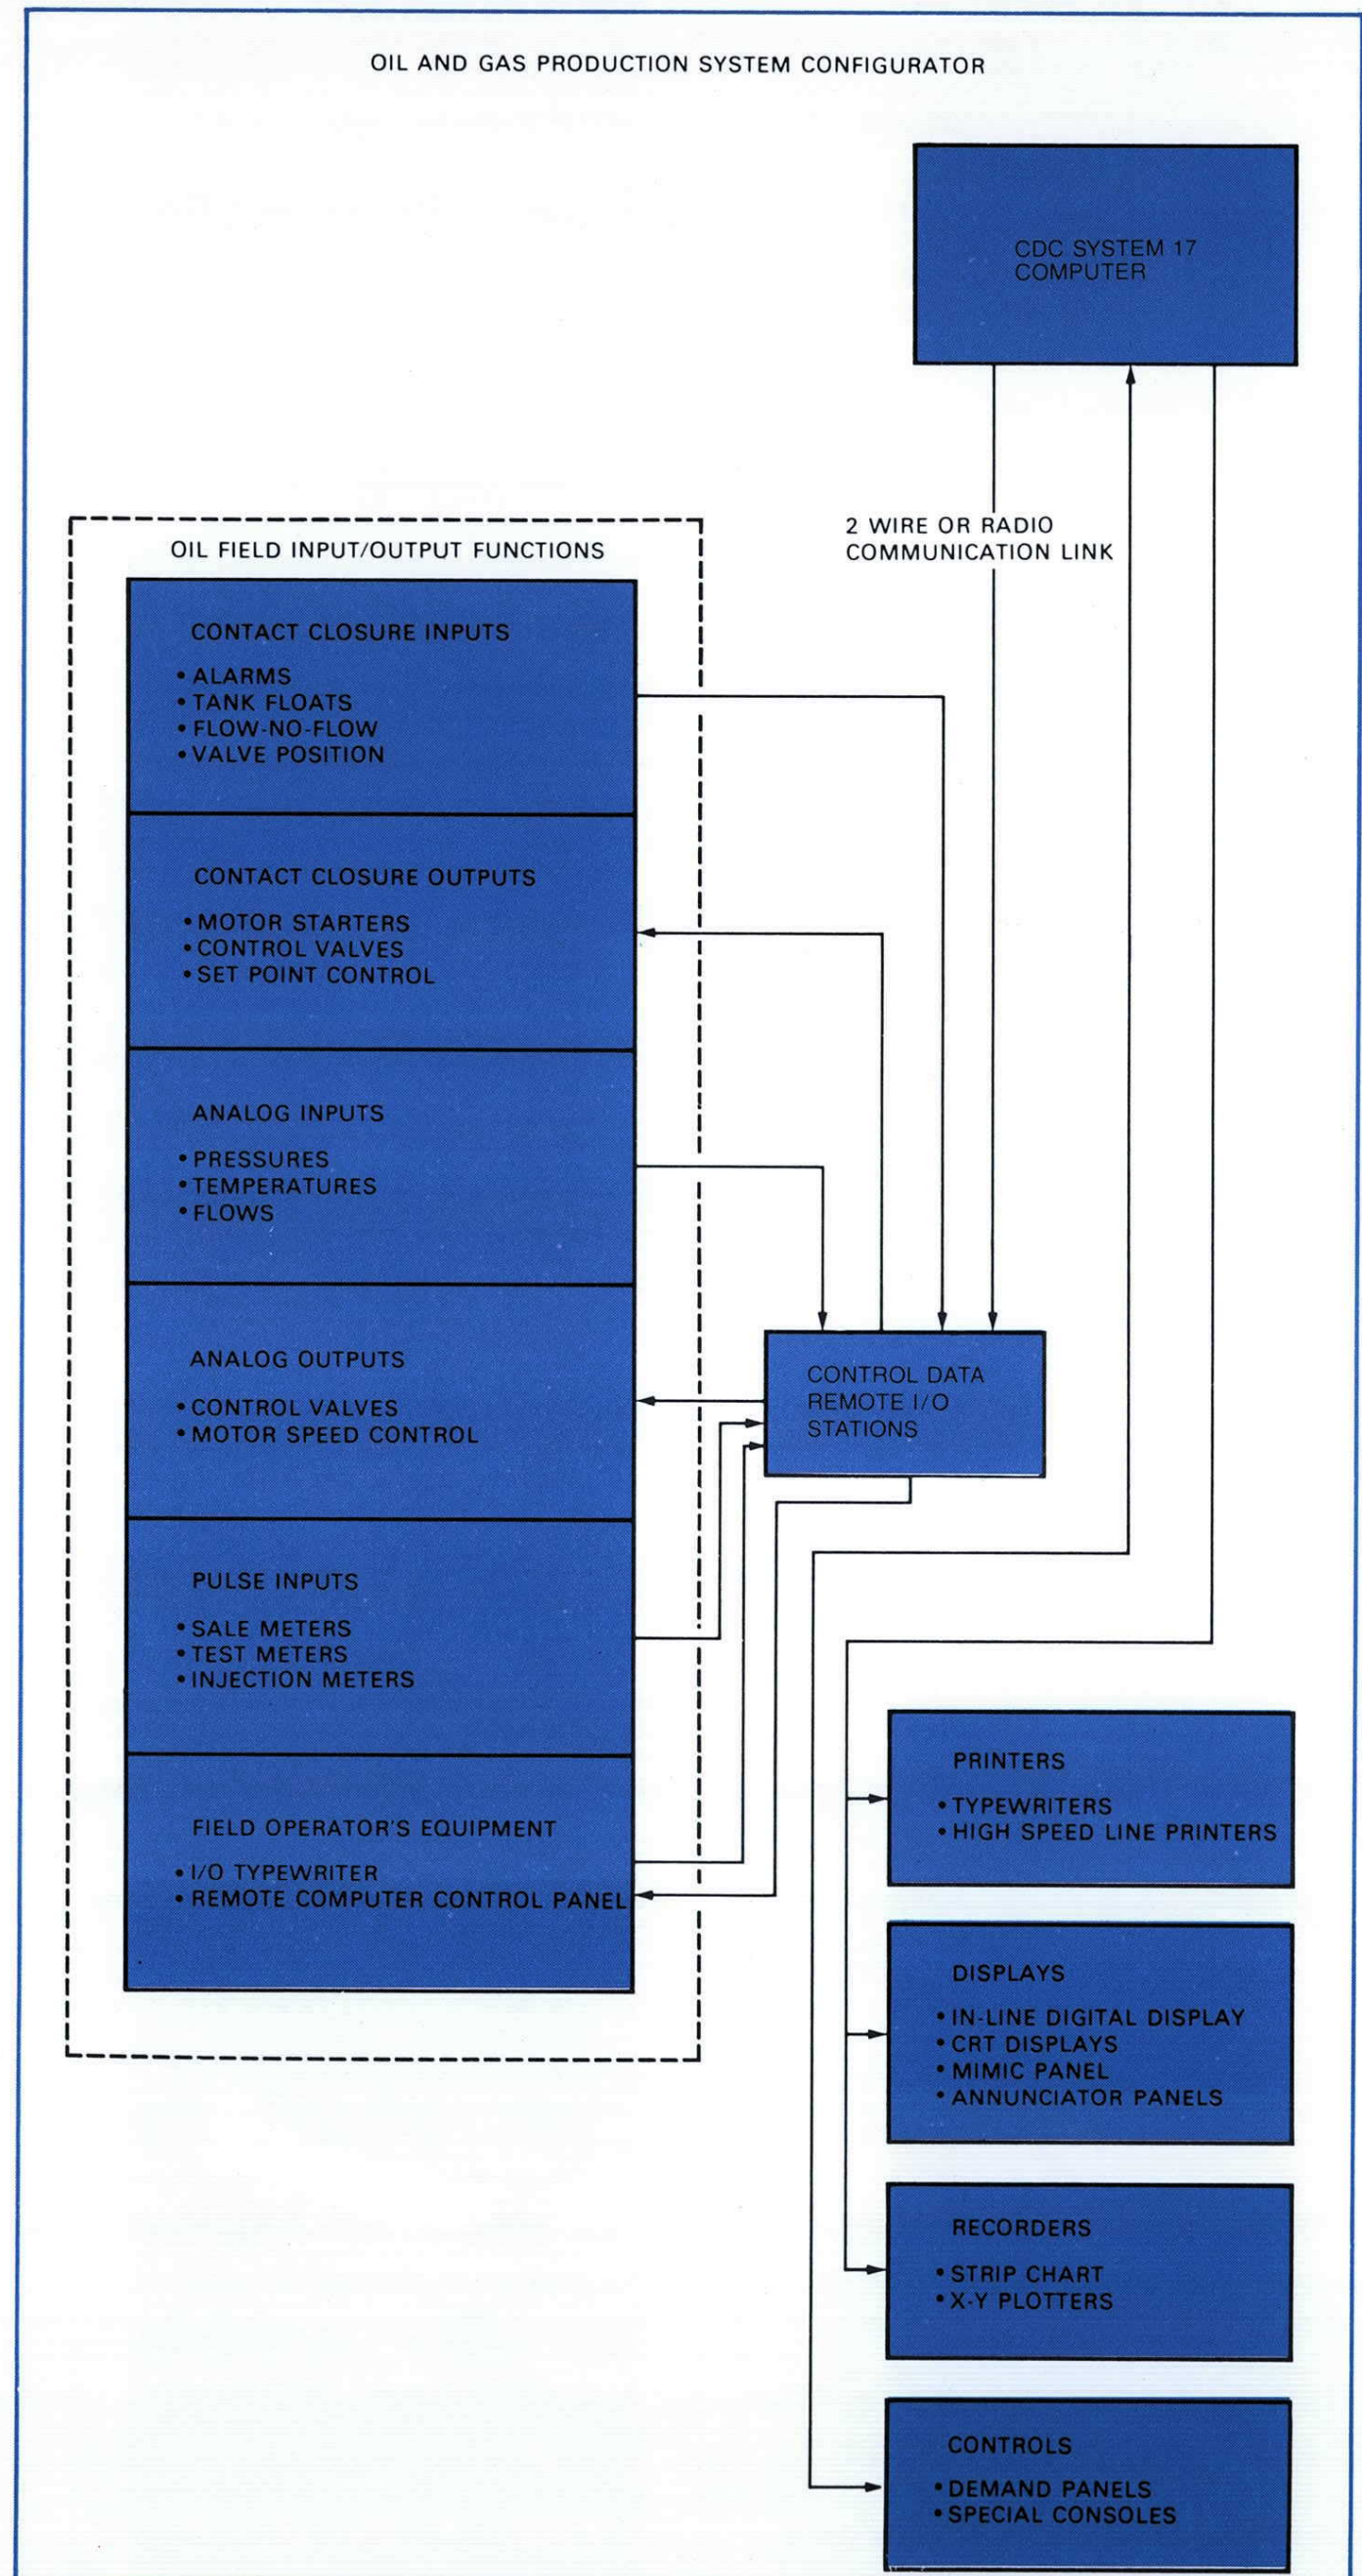 OIL AND GAS PRODUCTION SYSTEM CONFIGURATOR
CDC SYSTEM 17
COMPUTER
2 WIRE OR RADIO
COMMUNICATION LINK
OIL FIELD INPUT/OUTPUT FUNCTIONS
CONTACT CLOSURE INPUTS
• ALARMS
• TANK FLOATS
• FLOW-NO-FLOW
• VALVE POSITION
CONTACT CLOSURE OUTPUTS
• MOTOR STARTERS
• CONTROL VALVES
• SET POINT CONTROL
ANALOG INPUTS
• PRESSURES
• TEMPERATURES
• FLOWS
ANALOG OUTPUTS
• CONTROL VALVES
• MOTOR SPEED CONTROL
PULSE INPUTS
• SALE METERS
• TEST METERS
• INJECTION METERS
FIELD OPERATOR'S EQUIPMENT
• I/O TYPEWRITER
• REMOTE COMPUTER CONTROL PANEL
CONTROL DATA
REMOTE I/O
STATIONS
PRINTERS
• TYPEWRITERS
• HIGH SPEED LINE PRINTERS
DISPLAYS
• IN-LINE DIGITAL DISPLAY
• CRT DISPLAYS
• MIMIC PANEL
• ANNUNCIATOR PANELS
RECORDERS
• STRIP CHART
• X-Y PLOTTERS
CONTROLS
• DEMAND PANELS
• SPECIAL CONSOLES